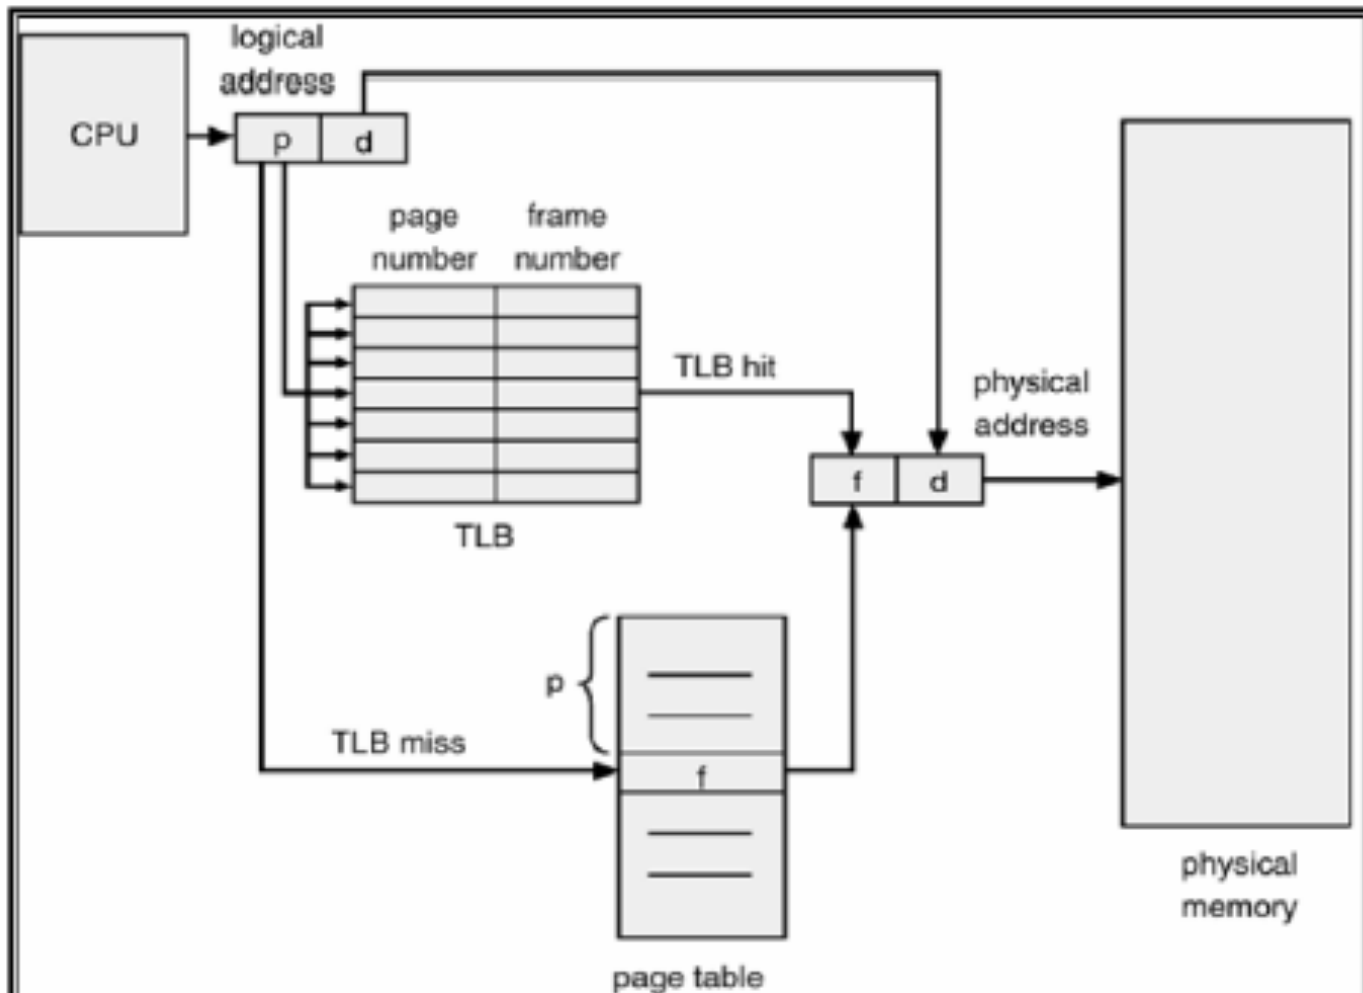 logical
address
CPU
p
d
page
number
frame
number
TLB hit
physical
address
f
d
TLB
p
TLB miss
f
physical
memory
page table